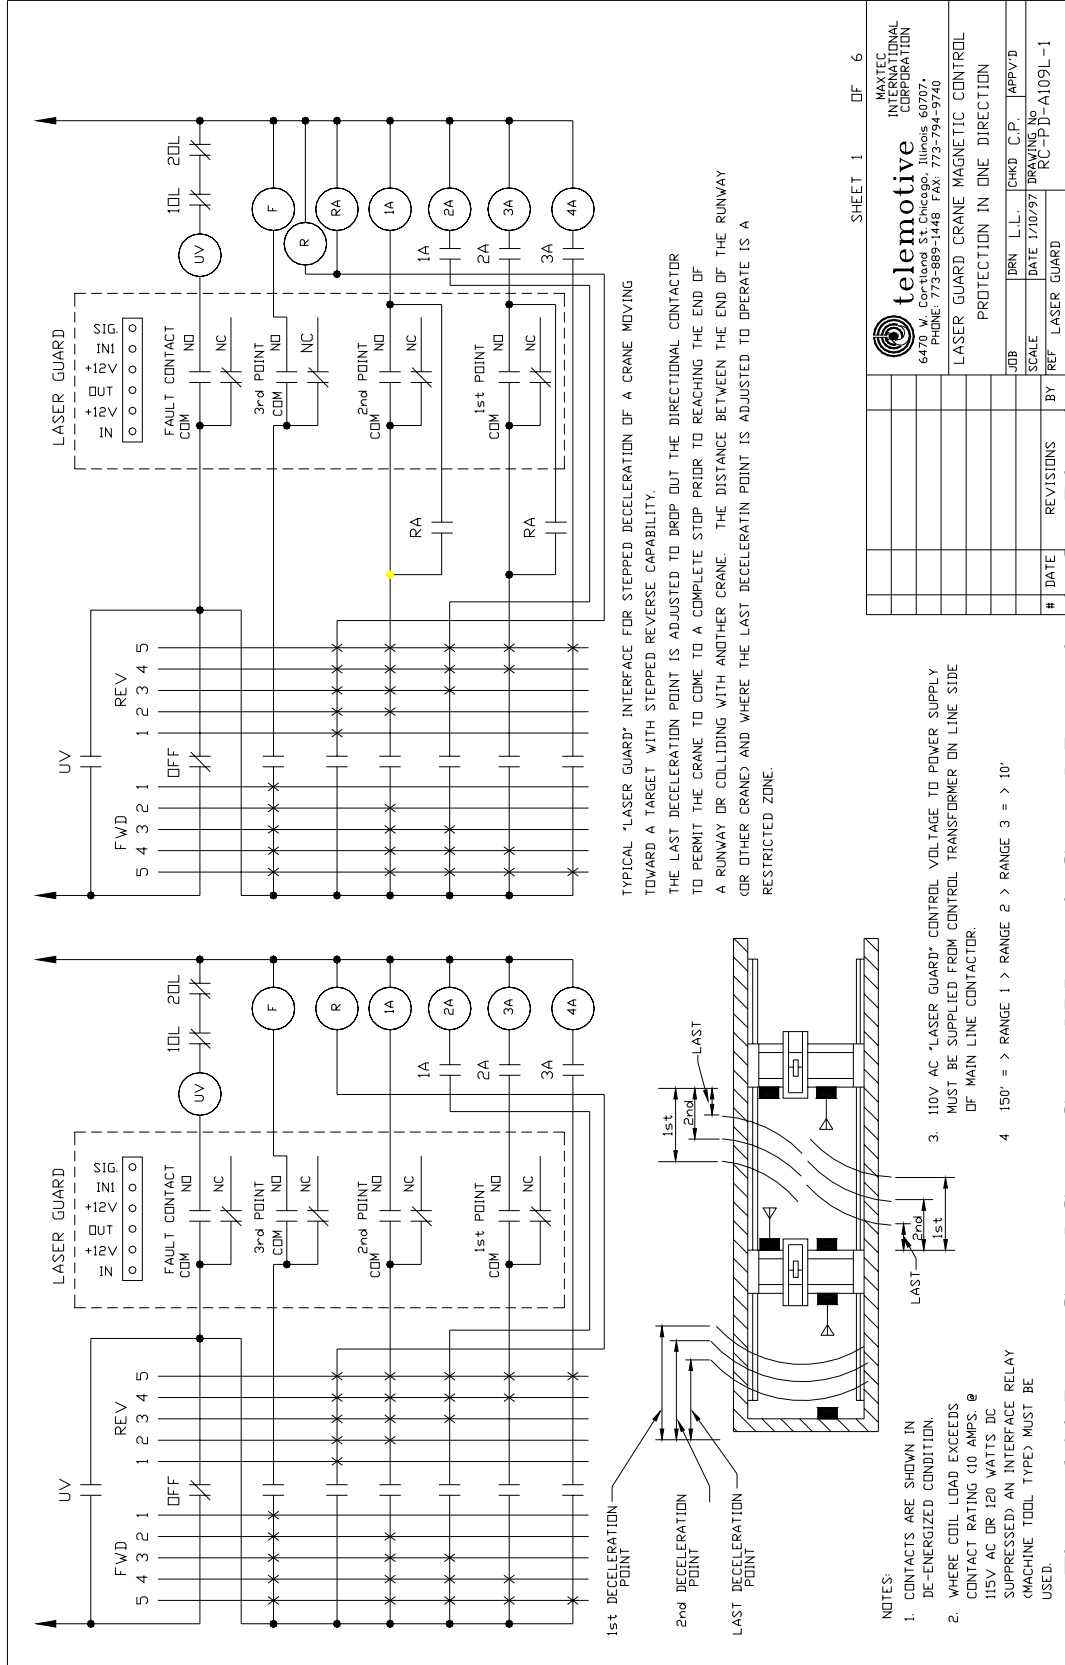 UV
FWD
REV
5 4 3 2 1
OFF
1 2 3 4 5
LASER GUARD
IN +12V OUT +12V IN1 SIG.
FAULT CONTACT
COM NO
NC
3rd POINT
COM NO
NC
2nd POINT
COM NO
NC
1st POINT
COM NO
NC
UV
1OL 2OL
F
R
1A
1A 2A
2A 3A
3A 4A
UV
FWD
REV
5 4 3 2 1
OFF
1 2 3 4 5
RA
RA
LASER GUARD
IN +12V OUT +12V IN1 SIG.
FAULT CONTACT
COM NO
NC
3rd POINT
COM NO
NC
2nd POINT
COM NO
NC
1st POINT
COM NO
NC
UV
1OL 2OL
F
R
RA
1A
1A 2A
2A 3A
3A 4A
TYPICAL "LASER GUARD" INTERFACE FOR STEPPED DECELERATION OF A CRANE MOVING
TOWARD A TARGET WITH STEPPED REVERSE CAPABILITY.
THE LAST DECELERATION POINT IS ADJUSTED TO DROP OUT THE DIRECTIONAL CONTACTOR
TO PERMIT THE CRANE TO COME TO A COMPLETE STOP PRIOR TO REACHING THE END OF
A RUNWAY OR COLLIDING WITH ANOTHER CRANE. THE DISTANCE BETWEEN THE END OF THE RUNWAY
(OR OTHER CRANE) AND WHERE THE LAST DECELERATIN POINT IS ADJUSTED TO OPERATE IS A
RESTRICTED ZONE.
1st DECELERATION
POINT
2nd DECELERATION
POINT
LAST DECELERATION
POINT
1st
2nd
LAST
LAST
2nd
1st
NOTES:
1. CONTACTS ARE SHOWN IN
DE-ENERGIZED CONDITION.
2. WHERE COIL LOAD EXCEEDS
CONTACT RATING (10 AMPS. @
115V AC OR 120 WATTS DC
SUPPRESSED) AN INTERFACE RELAY
(MACHINE TOOL TYPE) MUST BE
USED.
3. 110V AC "LASER GUARD" CONTROL VOLTAGE TO POWER SUPPLY
MUST BE SUPPLIED FROM CONTROL TRANSFORMER ON LINE SIDE
OF MAIN LINE CONTACTOR.
4 150' = > RANGE 1 > RANGE 2 > RANGE 3 = > 10'
SHEET 1 OF 6
telemotive
MAXTEC
INTERNATIONAL
CORPORATION
6470 W. Cortland St. Chicago, Illinois 60707.
PHONE: 773-889-1448 FAX: 773-794-9740
LASER GUARD CRANE MAGNETIC CONTROL
PROTECTION IN ONE DIRECTION
JOB DRN L.L. CHKD C.P. APPV'D
SCALE DATE 1/10/97 DRAWING No
RC-PD-A109L-1
# DATE REVISIONS BY REF LASER GUARD